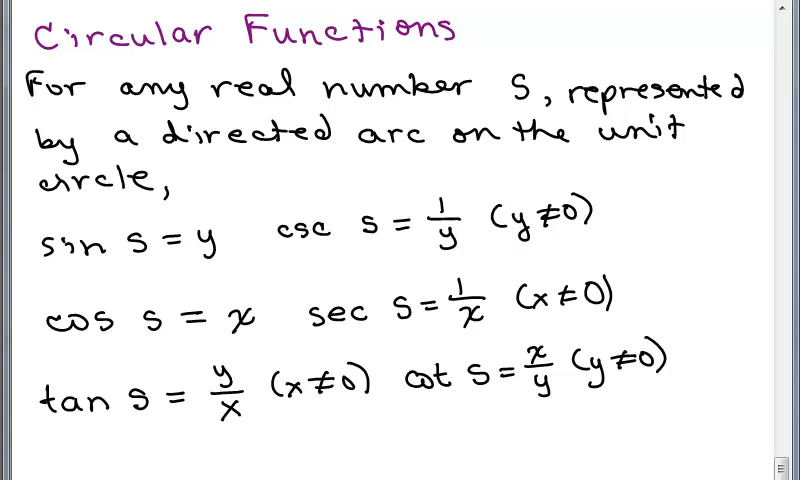 Circular Functions
For any real number s, represented
by a directed arc on the unit
circle,
sin s = y csc s = 1/y (y≠0)
cos s = x sec s = 1/x (x≠0)
tan s = y/x (x≠0) cot s = x/y (y≠0)